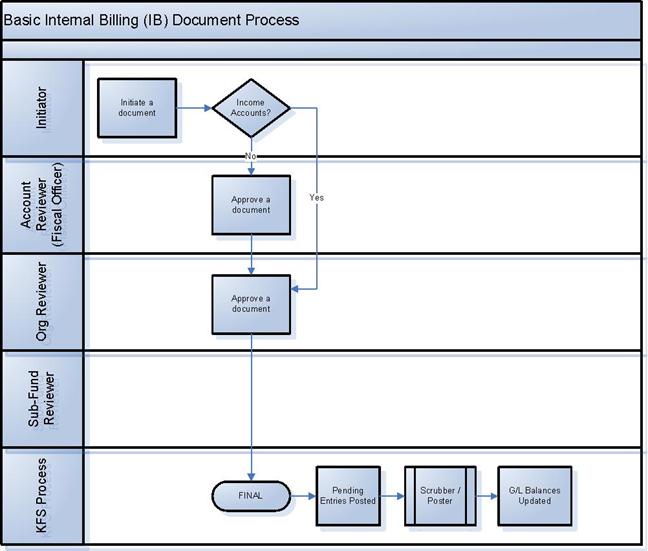 Basic Internal Billing (IB) Document Process
Initiator
Initiate a
document
Income
Accounts?
No
Yes
Account
Reviewer
(Fiscal Officer)
Approve a
document
Org Reviewer
Approve a
document
Sub-Fund
Reviewer
KFS Process
FINAL
Pending
Entries Posted
Scrubber /
Poster
G/L Balances
Updated